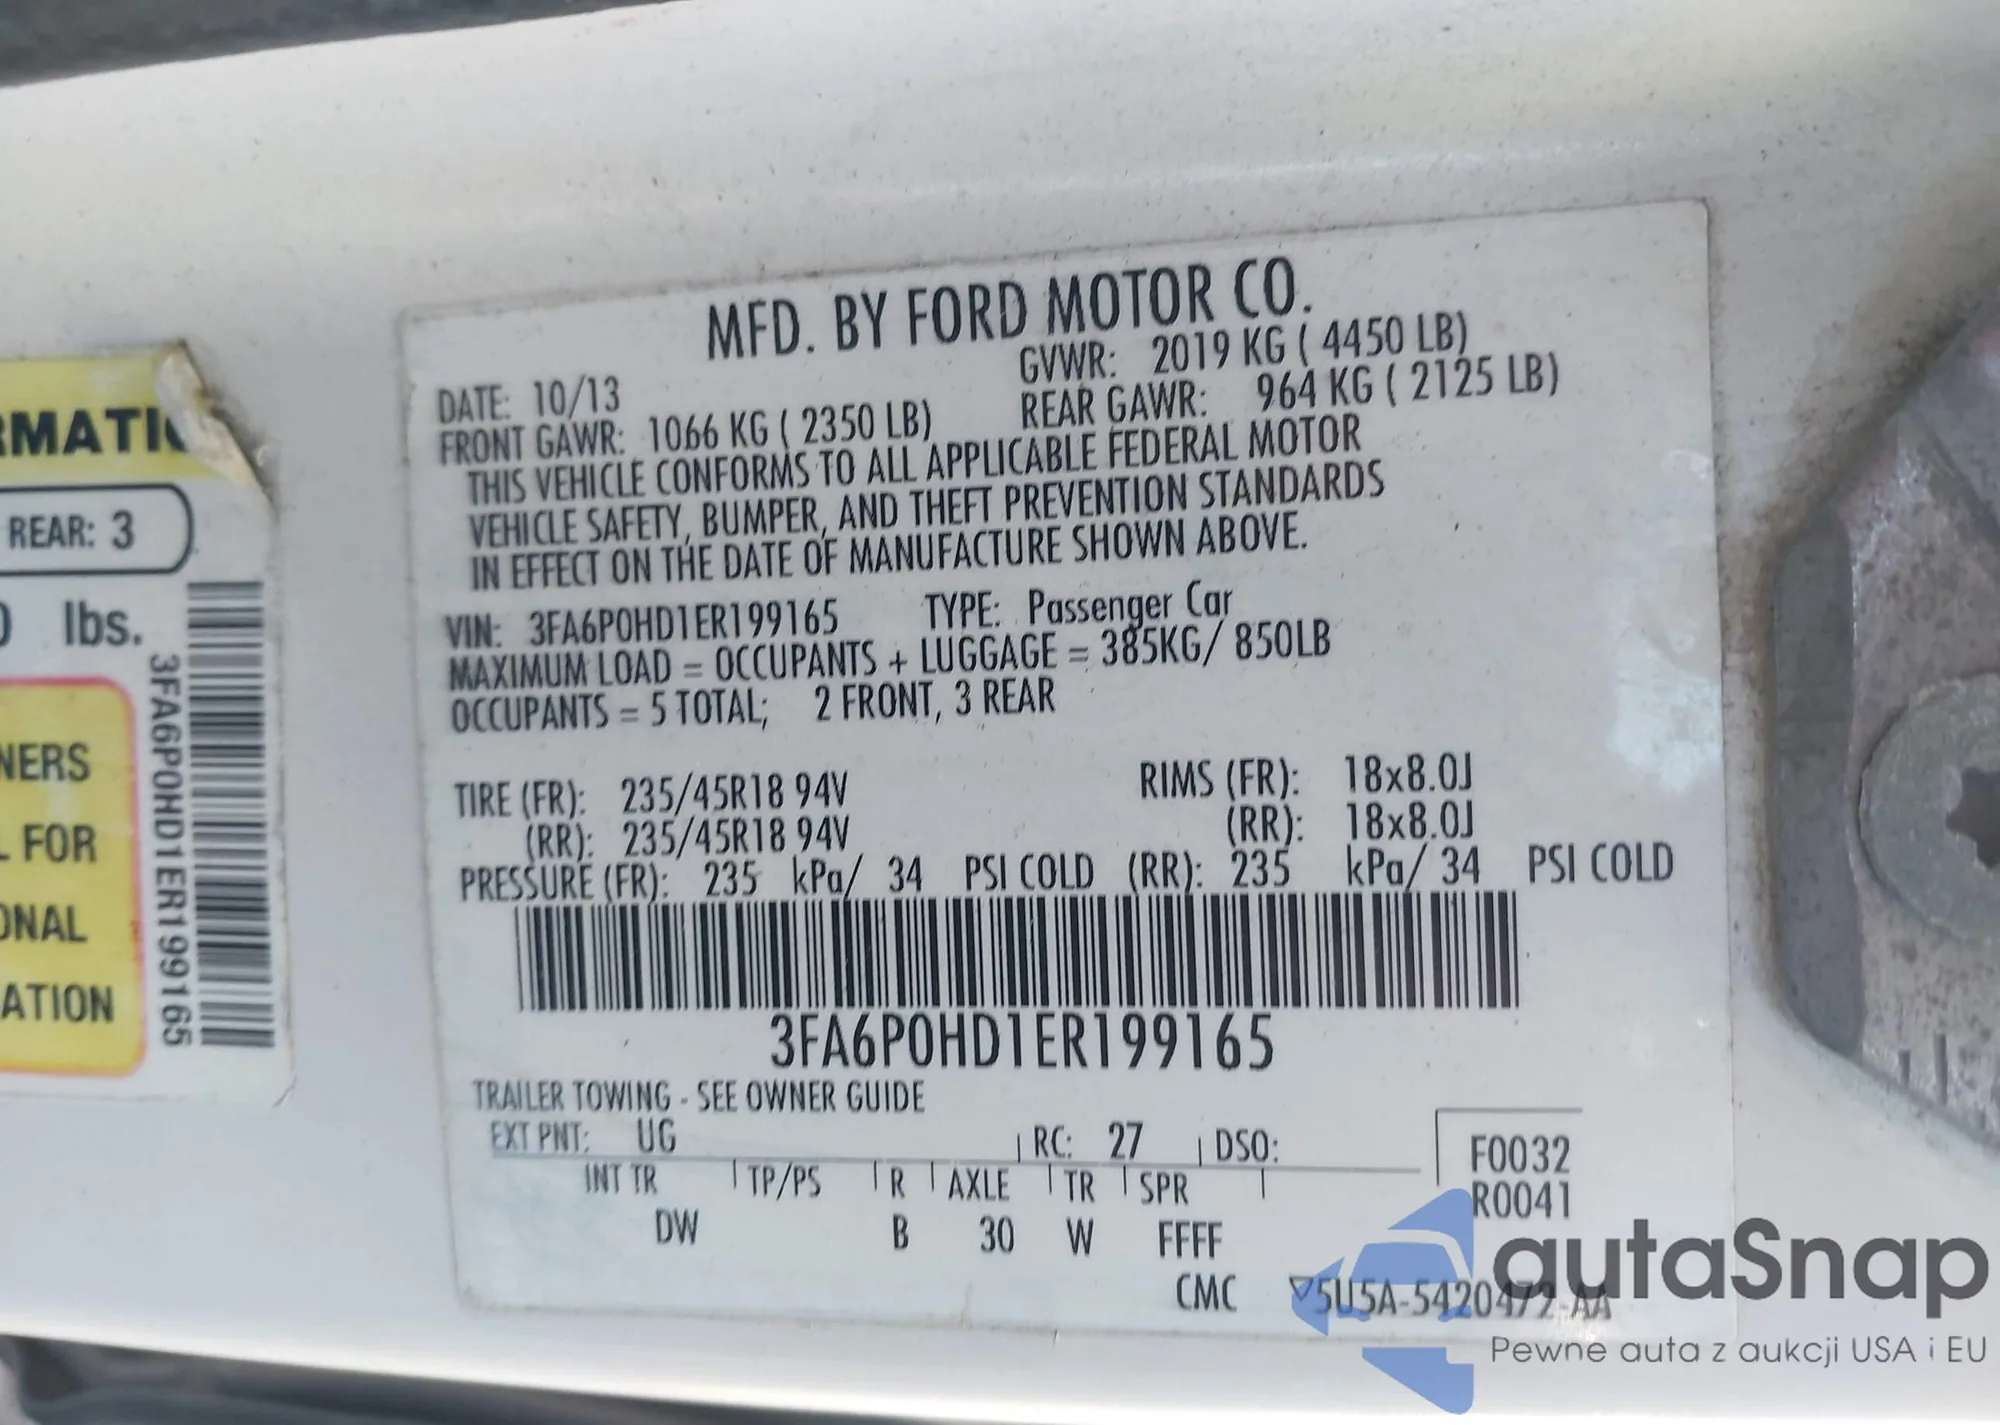 RMATI
REAR: 3
lbs.
NERS
FOR
ONAL
ATION
3FA6P0HD1ER199165
MFD. BY FORD MOTOR CO.
DATE: 10/13 GVWR: 2019 KG ( 4450 LB)
FRONT GAWR: 1066 KG ( 2350 LB) REAR GAWR: 964 KG ( 2125 LB)
THIS VEHICLE CONFORMS TO ALL APPLICABLE FEDERAL MOTOR
VEHICLE SAFETY, BUMPER, AND THEFT PREVENTION STANDARDS
IN EFFECT ON THE DATE OF MANUFACTURE SHOWN ABOVE.
VIN: 3FA6P0HD1ER199165 TYPE: Passenger Car
MAXIMUM LOAD = OCCUPANTS + LUGGAGE = 385KG/ 850LB
OCCUPANTS = 5 TOTAL; 2 FRONT, 3 REAR
TIRE (FR): 235/45R18 94V RIMS (FR): 18x8.0J
(RR): 235/45R18 94V (RR): 18x8.0J
PRESSURE (FR): 235 kPa/ 34 PSI COLD (RR): 235 kPa/ 34 PSI COLD
3FA6P0HD1ER199165
TRAILER TOWING - SEE OWNER GUIDE
EXT PNT: UG RC: 27 DSO: F0032
INT TR TP/PS R AXLE TR SPR R0041
DW B 30 W FFFF
CMC 5U5A-5420472-AA
autaSnap
Pewne auta z aukcji USA i EU